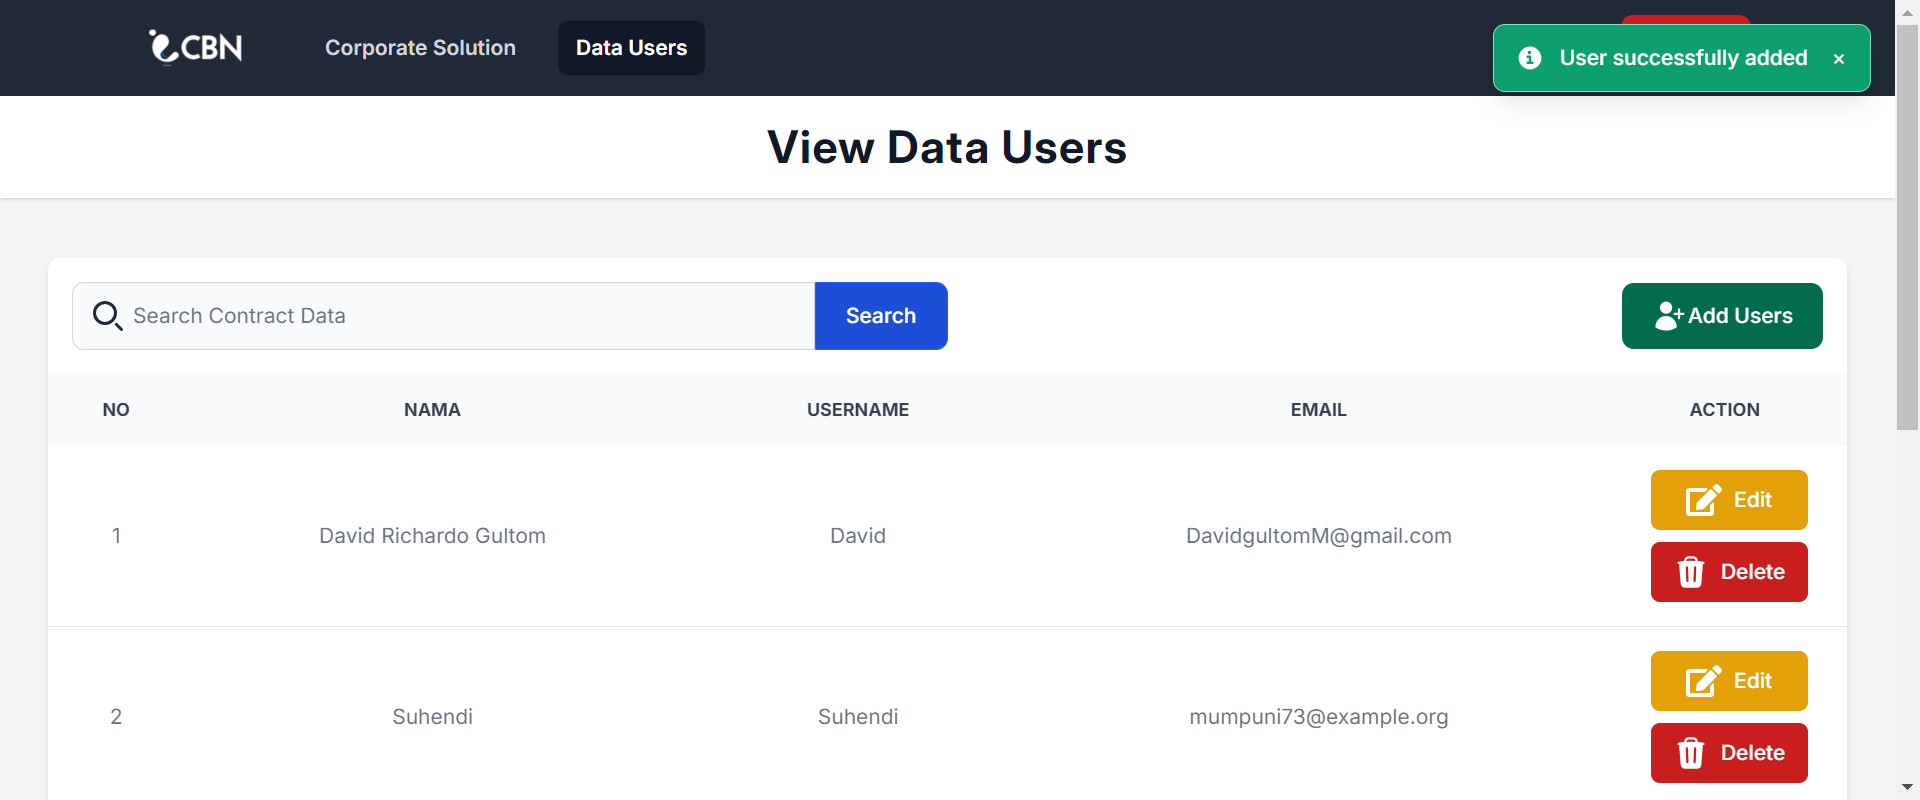 CBN
Corporate Solution
Data Users
User successfully added ×
View Data Users
Search Contract Data
Search
Add Users
NO NAMA USERNAME EMAIL ACTION
1 David Richardo Gultom David DavidgultomM@gmail.com
Edit
Delete
2 Suhendi Suhendi mumpuni73@example.org
Edit
Delete